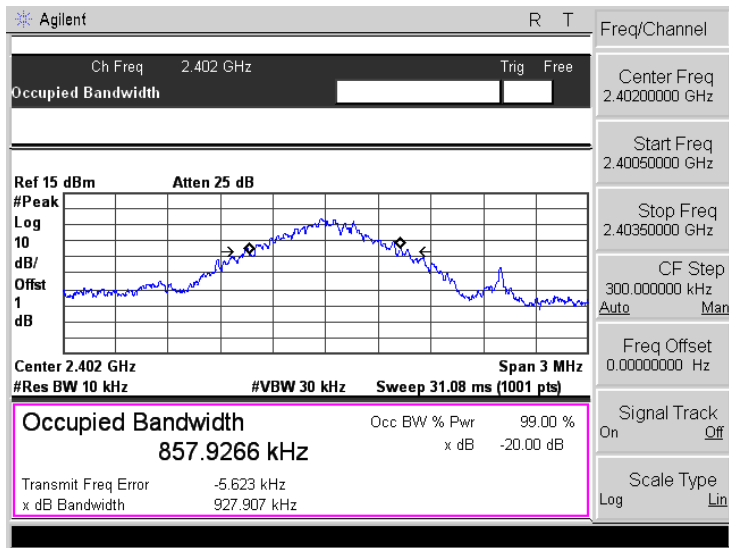 Agilent R T
Freq/Channel
Ch Freq 2.402 GHz Trig Free
Occupied Bandwidth
Center Freq
2.40200000 GHz
Start Freq
2.40050000 GHz
Stop Freq
2.40350000 GHz
CF Step
300.000000 kHz
Auto Man
Freq Offset
0.00000000 Hz
Signal Track
On Off
Scale Type
Log Lin
Ref 15 dBm Atten 25 dB
#Peak
Log
10
dB/
Offst
1
dB
Center 2.402 GHz Span 3 MHz
#Res BW 10 kHz #VBW 30 kHz Sweep 31.08 ms (1001 pts)
Occupied Bandwidth Occ BW % Pwr 99.00 %
857.9266 kHz x dB -20.00 dB
Transmit Freq Error -5.623 kHz
x dB Bandwidth 927.907 kHz